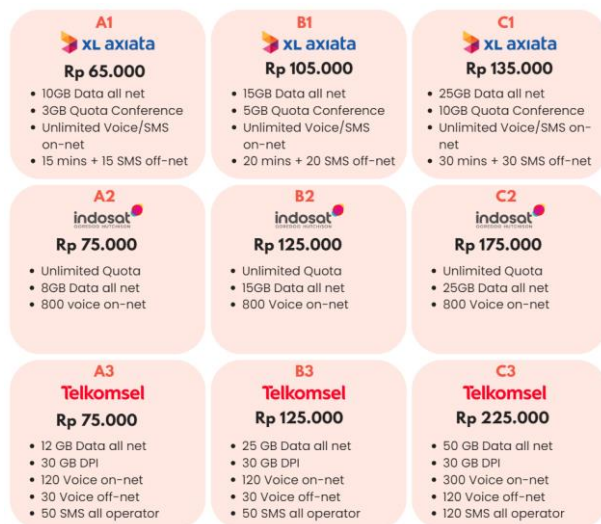 A1
XL axiata
Rp 65.000
• 10GB Data all net
• 3GB Quota Conference
• Unlimited Voice/SMS
on-net
• 15 mins + 15 SMS off-net
B1
XL axiata
Rp 105.000
• 15GB Data all net
• 5GB Quota Conference
• Unlimited Voice/SMS
on-net
• 20 mins + 20 SMS off-net
C1
XL axiata
Rp 135.000
• 25GB Data all net
• 10GB Quota Conference
• Unlimited Voice/SMS on-
net
• 30 mins + 30 SMS off-net
A2
indosat
OOREDOO HUTCHISON
Rp 75.000
• Unlimited Quota
• 8GB Data all net
• 800 voice on-net
B2
indosat
OOREDOO HUTCHISON
Rp 125.000
• Unlimited Quota
• 15GB Data all net
• 800 Voice on-net
C2
indosat
OOREDOO HUTCHISON
Rp 175.000
• Unlimited Quota
• 25GB Data all net
• 800 Voice on-net
A3
Telkomsel
Rp 75.000
• 12 GB Data all net
• 30 GB DPI
• 120 Voice on-net
• 30 Voice off-net
• 50 SMS all operator
B3
Telkomsel
Rp 125.000
• 25 GB Data all net
• 30 GB DPI
• 120 Voice on-net
• 30 Voice off-net
• 50 SMS all operator
C3
Telkomsel
Rp 225.000
• 50 GB Data all net
• 30 GB DPI
• 300 Voice on-net
• 120 Voice off-net
• 120 SMS all operator